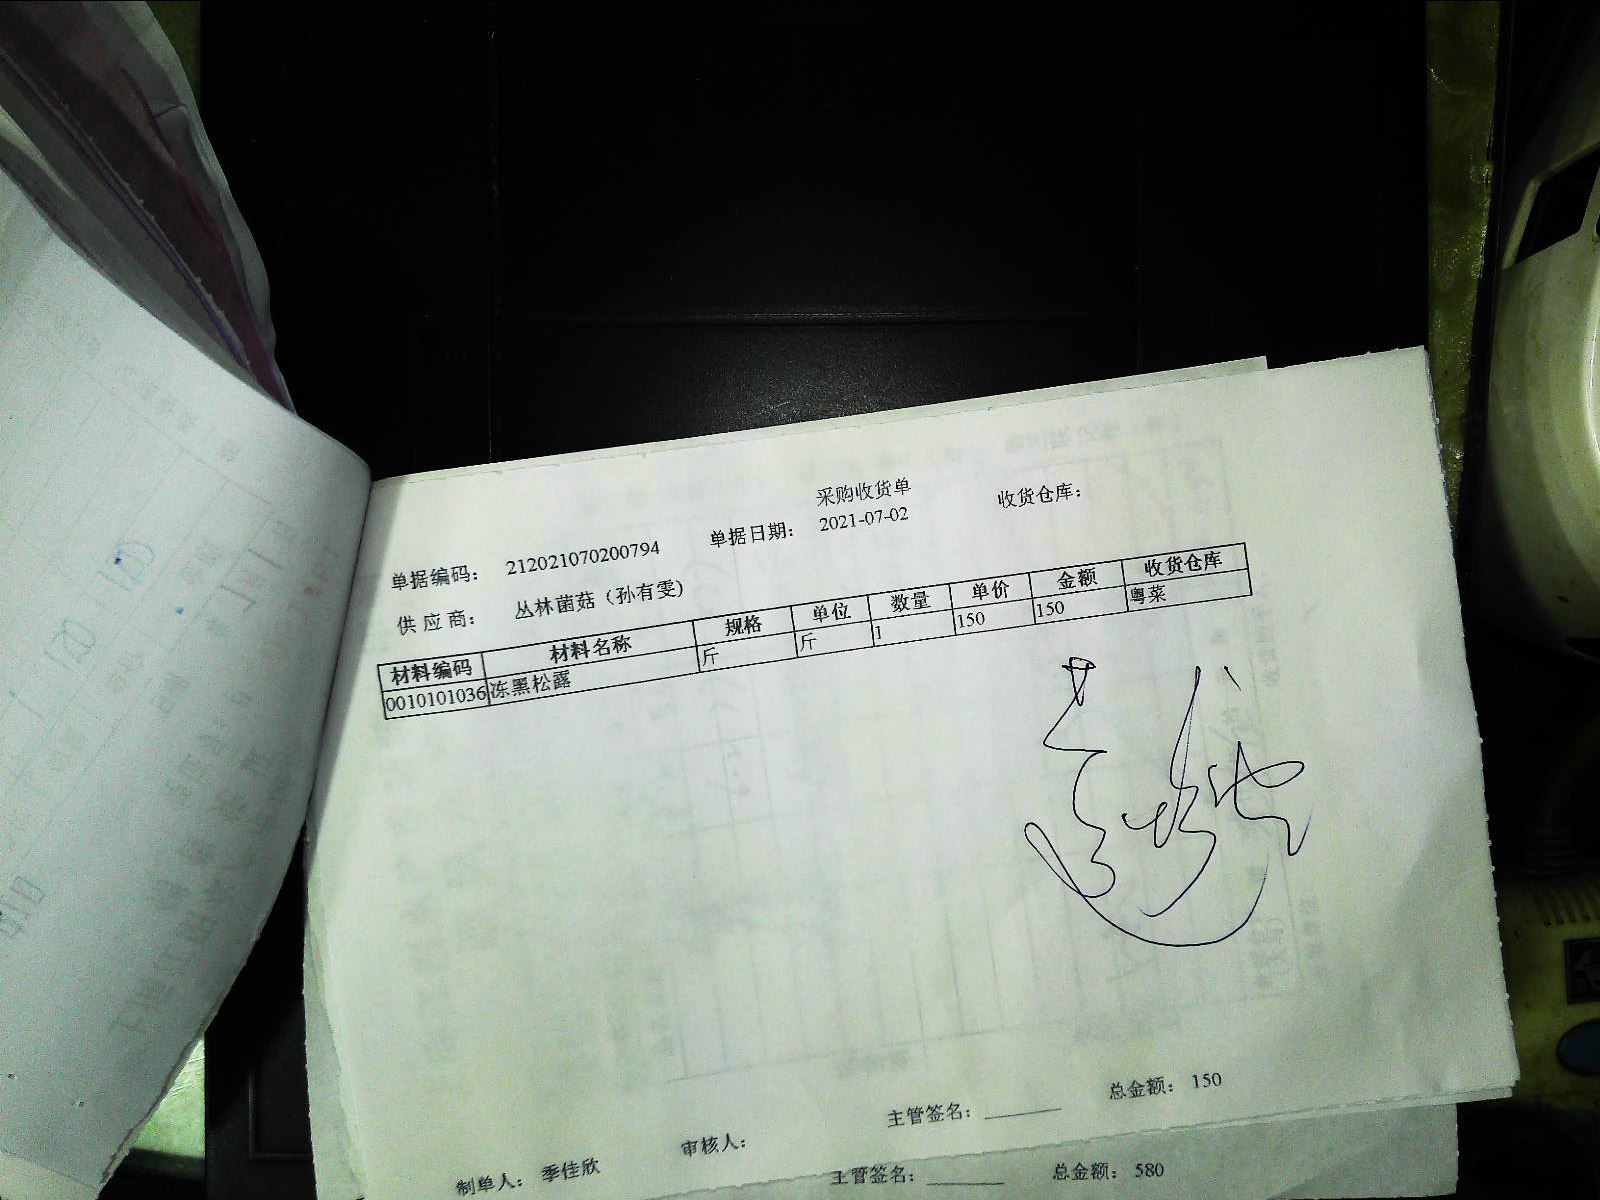 采购收货单
单据编码： 212021070200794 单据日期： 2021-07-02 收货仓库：
供 应 商： 丛林菌菇（孙有雯）
材料编码 材料名称 规格 单位 数量 单价 金额 收货仓库
0010101036 冻黑松露 斤 斤 1 150 150 粤菜
制单人： 季佳欣 审核人： 主管签名：______ 总金额： 150
主管签名：______ 总金额： 580